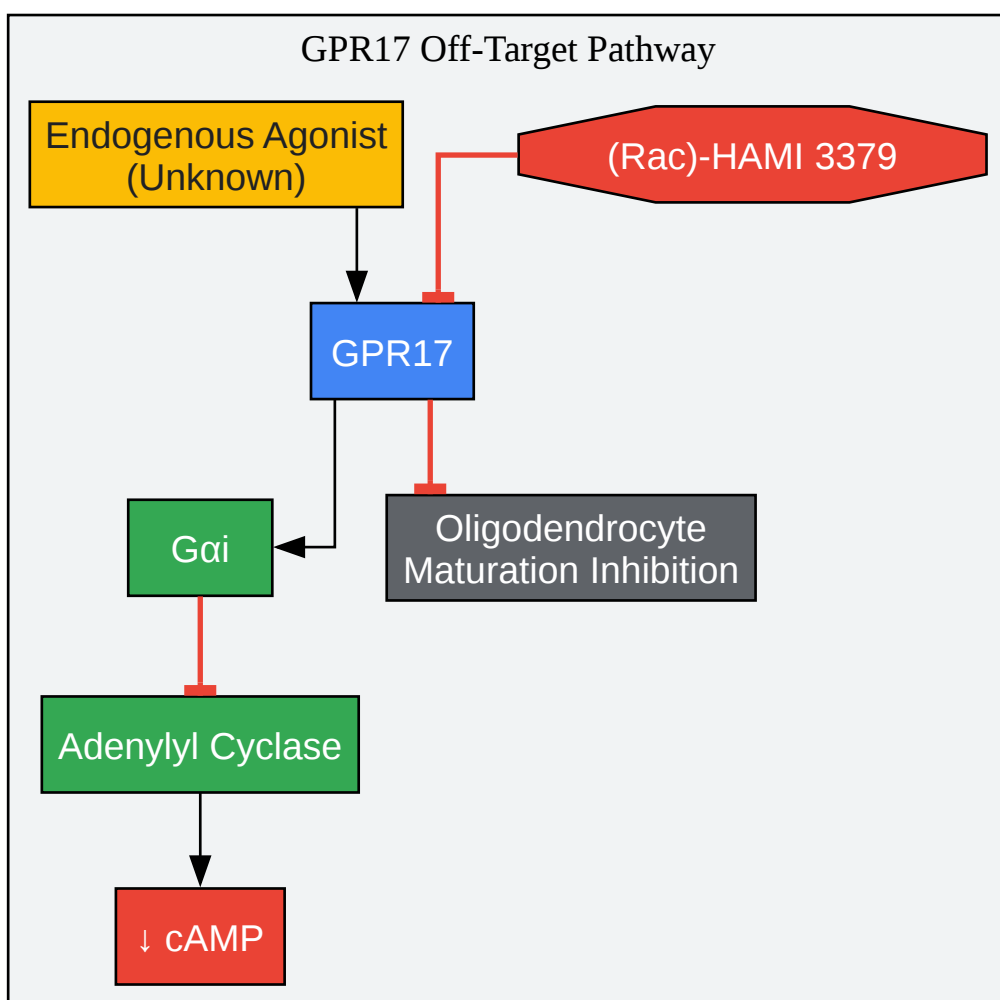 GPR17 Off-Target Pathway
Endogenous Agonist
(Unknown)
(Rac)-HAMI 3379
GPR17
Gαi
Oligodendrocyte
Maturation Inhibition
Adenylyl Cyclase
↓ cAMP